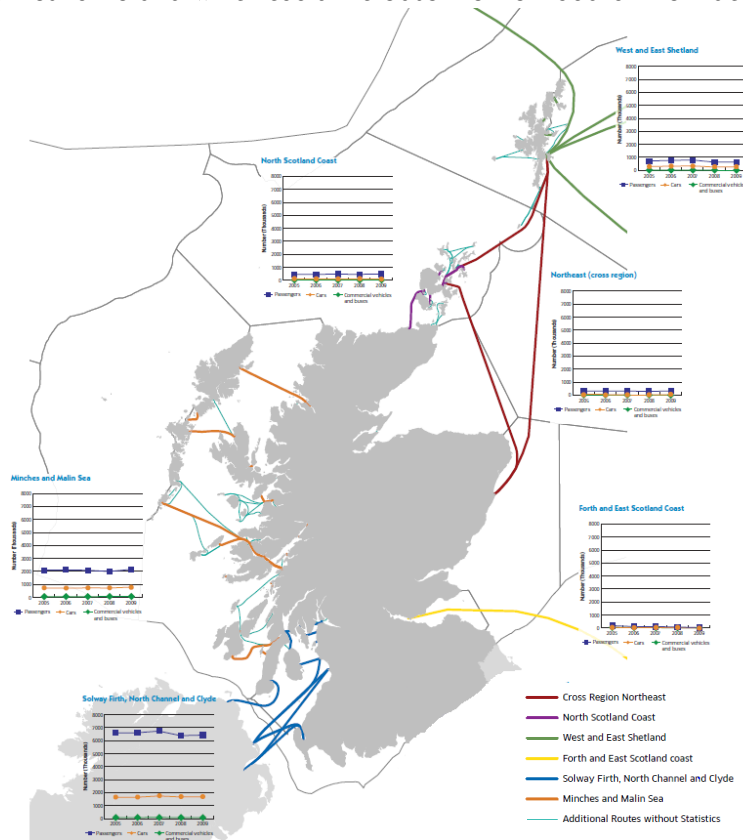 West and East Shetland
8000
7000
6000
5000
4000
3000
2000
1000
0
Number (Thousands)
2005 2006 2007 2008 2009
Passengers Cars Commercial vehicles
and buses
North Scotland Coast
8000
7000
6000
5000
4000
3000
2000
1000
0
Number (Thousands)
2005 2006 2007 2008 2009
Passengers Cars Commercial vehicles
and buses
Northeast (cross region)
8000
7000
6000
5000
4000
3000
2000
1000
0
Number (Thousands)
2005 2006 2007 2008 2009
Passengers Cars Commercial vehicles
and buses
Minches and Malin Sea
8000
7000
6000
5000
4000
3000
2000
1000
0
Number (Thousands)
2005 2006 2007 2008 2009
Passengers Cars Commercial vehicles
and buses
Forth and East Scotland Coast
8000
7000
6000
5000
4000
3000
2000
1000
0
Number (Thousands)
2005 2006 2007 2008 2009
Passengers Cars Commercial vehicles
and buses
Solway Firth, North Channel and Clyde
8000
7000
6000
5000
4000
3000
2000
1000
0
Number (Thousands)
2005 2006 2007 2008 2009
Passengers Cars Commercial vehicles
and buses
Cross Region Northeast
North Scotland Coast
West and East Shetland
Forth and East Scotland coast
Solway Firth, North Channel and Clyde
Minches and Malin Sea
Additional Routes without Statistics